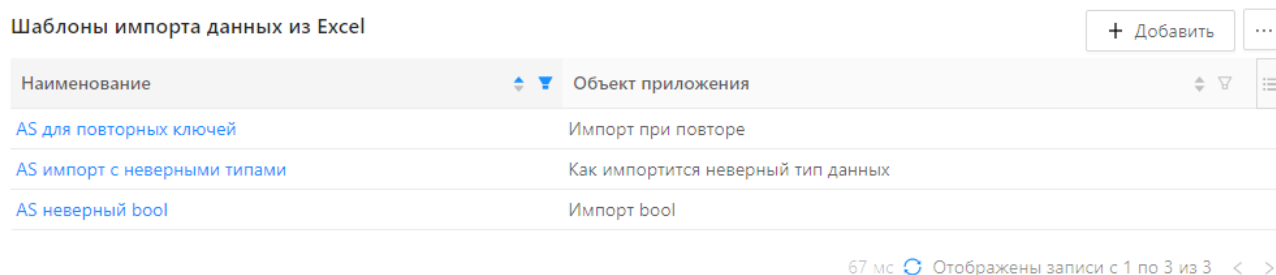 Шаблоны импорта данных из Excel
+ Добавить
...
Наименование Объект приложения
AS для повторных ключей Импорт при повторе
AS импорт с неверными типами Как импортится неверный тип данных
AS неверный bool Импорт bool
67 мс Отображены записи с 1 по 3 из 3 < >